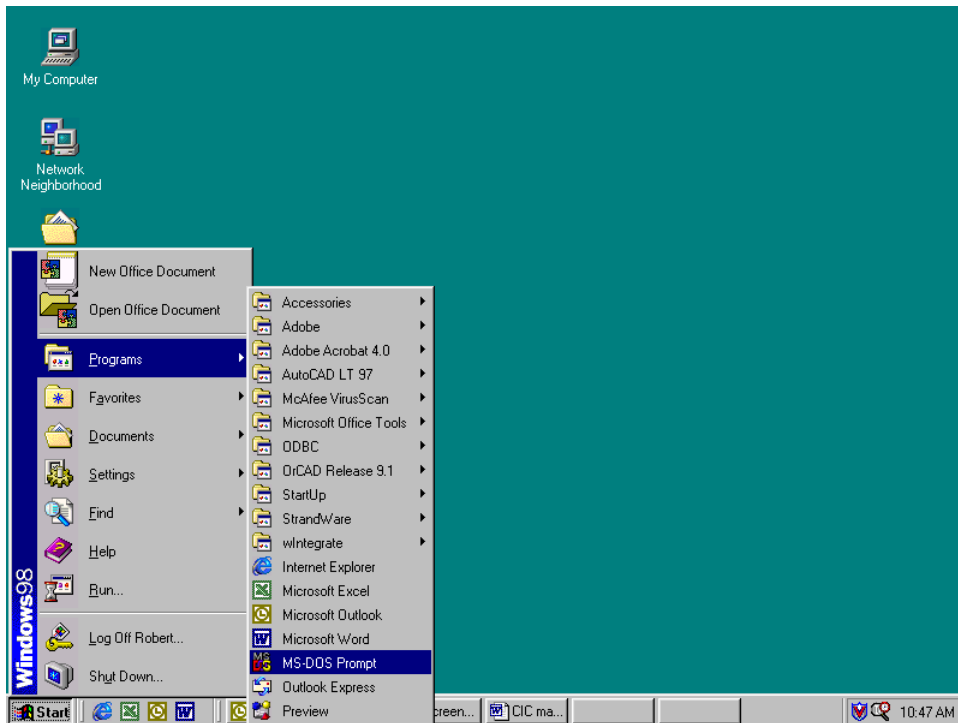 My Computer
Network
Neighborhood
New Office Document
Open Office Document
Programs
Favorites
Documents
Settings
Find
Help
Run...
Log Off Robert...
Shut Down...
Windows98
Accessories
Adobe
Adobe Acrobat 4.0
AutoCAD LT 97
McAfee VirusScan
Microsoft Office Tools
ODBC
OrCAD Release 9.1
StartUp
StrandWare
wIntegrate
Internet Explorer
Microsoft Excel
Microsoft Outlook
Microsoft Word
MS-DOS Prompt
Outlook Express
Preview
Start
creen...
CIC ma...
10:47 AM